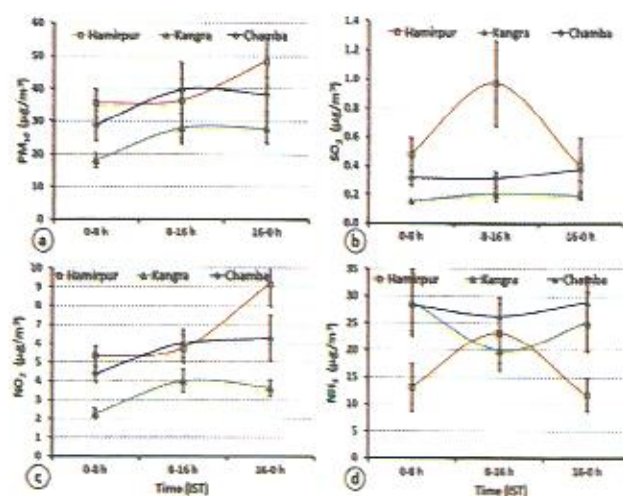 Hamirpur Kangra Chamba
PM₁₀ (µg/m³)
60
50
40
30
20
10
0
0-8 h 8-16 h 16-0 h
a
Hamirpur Kangra Chamba
SO₂ (µg/m³)
1.4
1.2
1.0
0.8
0.6
0.4
0.2
0.0
0-8 h 8-16 h 16-0 h
b
Hamirpur Kangra Chamba
NO₂ (µg/m³)
10
9
8
7
6
5
4
3
2
1
0
0-8 h 8-16 h 16-0 h
c
Time (IST)
Hamirpur Kangra Chamba
NH₃ (µg/m³)
35
30
25
20
15
10
5
0
0-8 h 8-16 h 16-0 h
d
Time (IST)